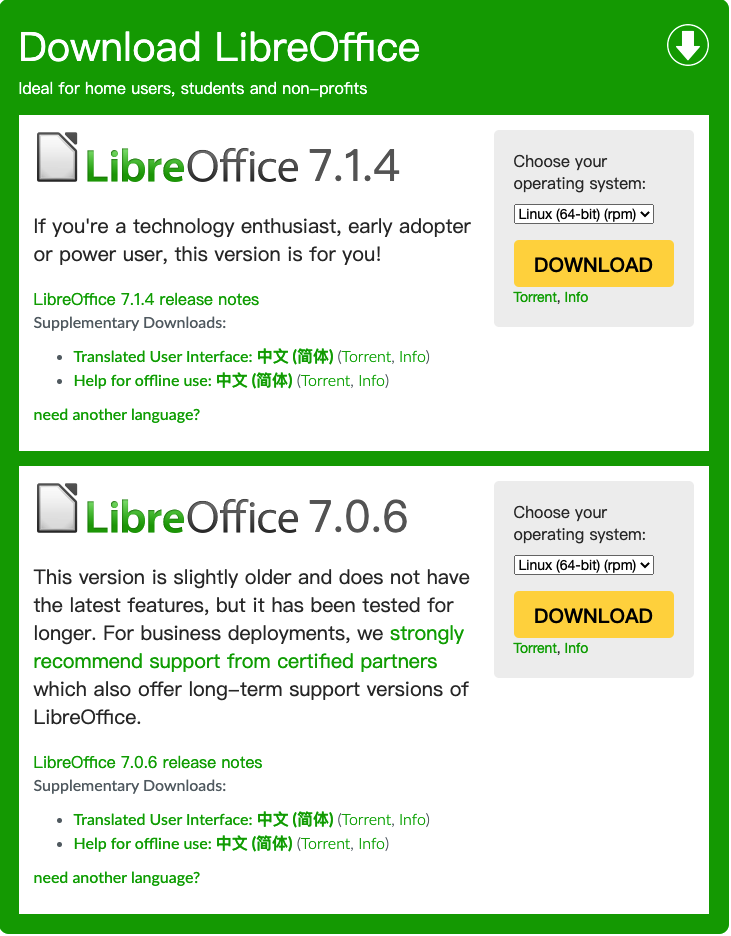 Download LibreOffice
Ideal for home users, students and non-profits
LibreOffice 7.1.4
If you're a technology enthusiast, early adopter
or power user, this version is for you!
LibreOffice 7.1.4 release notes
Supplementary Downloads:
Translated User Interface: 中文 (简体) (Torrent, Info)
Help for offline use: 中文 (简体) (Torrent, Info)
need another language?
Choose your
operating system:
Linux (64-bit) (rpm)
DOWNLOAD
Torrent, Info
LibreOffice 7.0.6
This version is slightly older and does not have
the latest features, but it has been tested for
longer. For business deployments, we strongly
recommend support from certified partners
which also offer long-term support versions of
LibreOffice.
LibreOffice 7.0.6 release notes
Supplementary Downloads:
Translated User Interface: 中文 (简体) (Torrent, Info)
Help for offline use: 中文 (简体) (Torrent, Info)
need another language?
Choose your
operating system:
Linux (64-bit) (rpm)
DOWNLOAD
Torrent, Info